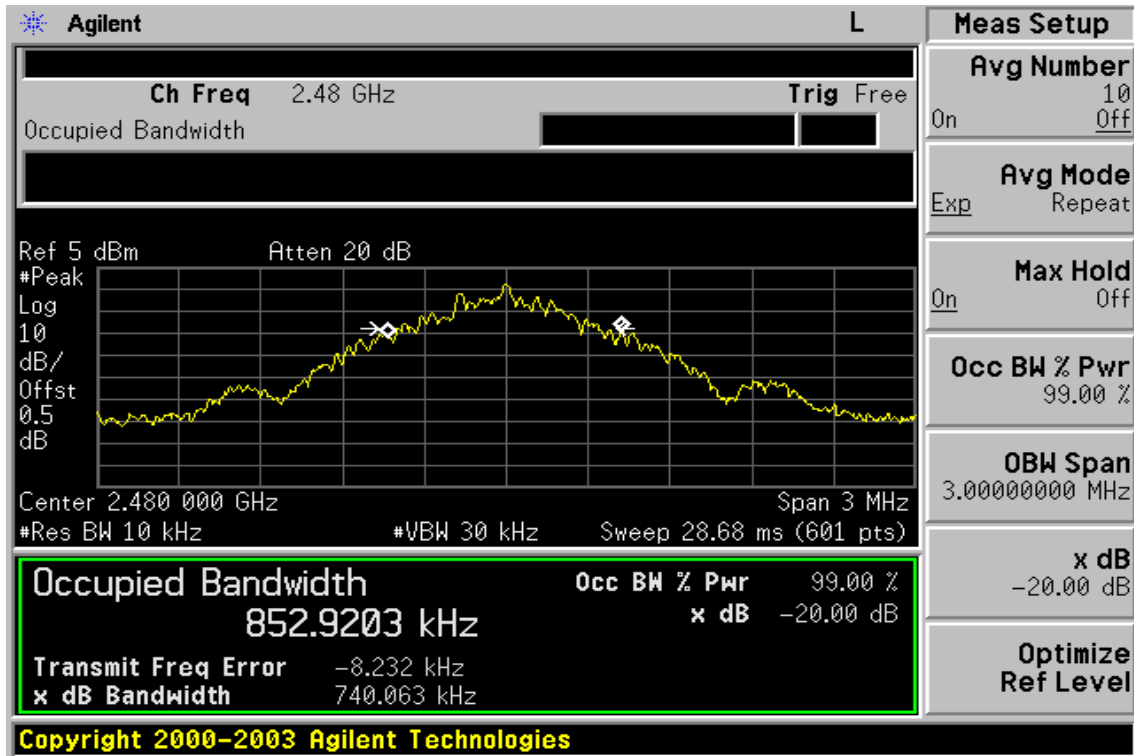 Agilent L
Ch Freq 2.48 GHz Trig Free
Occupied Bandwidth
Ref 5 dBm Atten 20 dB
#Peak
Log
10
dB/
Offst
0.5
dB
Center 2.480 000 GHz Span 3 MHz
#Res BW 10 kHz #VBW 30 kHz Sweep 28.68 ms (601 pts)
Occupied Bandwidth
852.9203 kHz
Occ BW % Pwr 99.00 %
x dB -20.00 dB
Transmit Freq Error -8.232 kHz
x dB Bandwidth 740.063 kHz
Copyright 2000-2003 Agilent Technologies
Meas Setup
Avg Number
10
On Off
Avg Mode
Exp Repeat
Max Hold
On Off
Occ BW % Pwr
99.00 %
OBW Span
3.00000000 MHz
x dB
-20.00 dB
Optimize
Ref Level